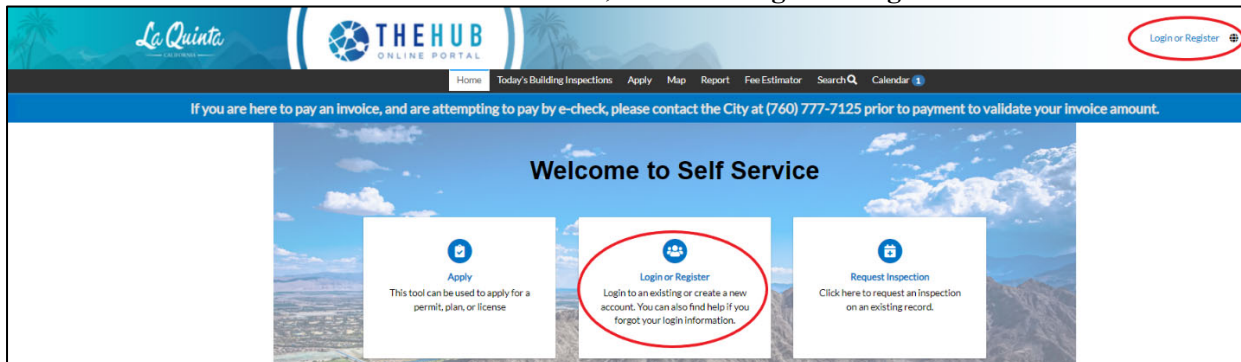 La Quinta
CALIFORNIA
THE HUB
ONLINE PORTAL
Login or Register
Home Today's Building Inspections Apply Map Report Fee Estimator Search Calendar 1
If you are here to pay an invoice, and are attempting to pay by e-check, please contact the City at (760) 777-7125 prior to payment to validate your invoice amount.
Welcome to Self Service
Apply
This tool can be used to apply for a
permit, plan, or license
Login or Register
Login to an existing or create a new
account. You can also find help if you
forgot your login information.
Request Inspection
Click here to request an inspection
on an existing record.